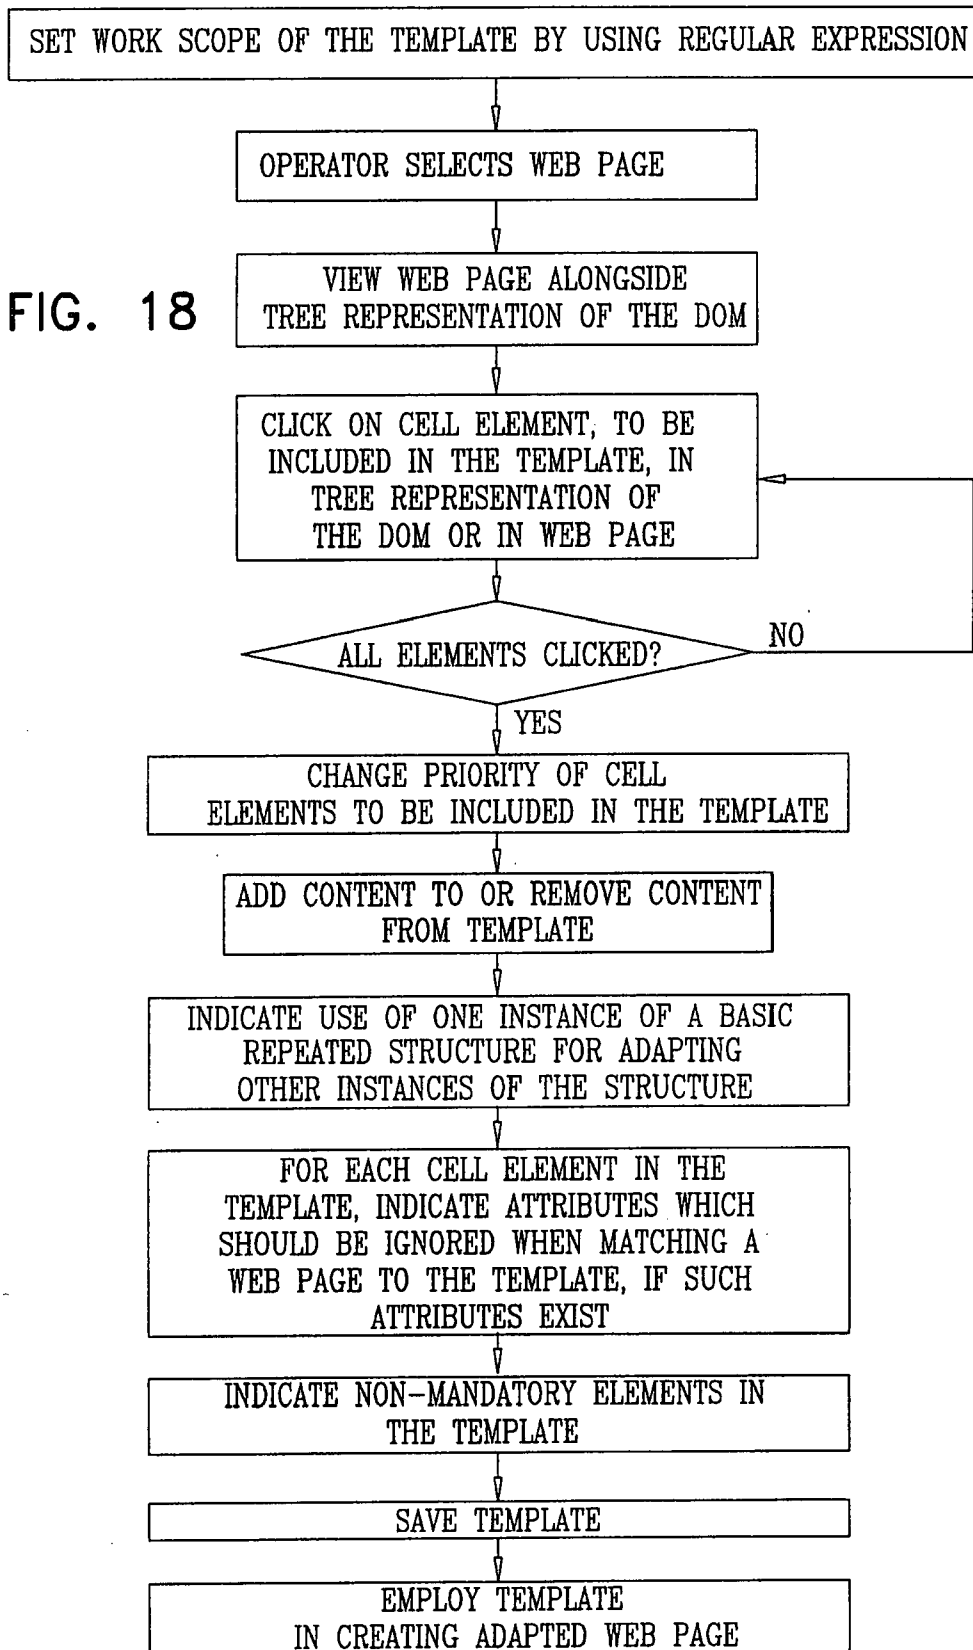 SET WORK SCOPE OF THE TEMPLATE BY USING REGULAR EXPRESSION
OPERATOR SELECTS WEB PAGE
VIEW WEB PAGE ALONGSIDE
TREE REPRESENTATION OF THE DOM
FIG. 18
CLICK ON CELL ELEMENT, TO BE
INCLUDED IN THE TEMPLATE, IN
TREE REPRESENTATION OF
THE DOM OR IN WEB PAGE
ALL ELEMENTS CLICKED?
NO
YES
CHANGE PRIORITY OF CELL
ELEMENTS TO BE INCLUDED IN THE TEMPLATE
ADD CONTENT TO OR REMOVE CONTENT
FROM TEMPLATE
INDICATE USE OF ONE INSTANCE OF A BASIC
REPEATED STRUCTURE FOR ADAPTING
OTHER INSTANCES OF THE STRUCTURE
FOR EACH CELL ELEMENT IN THE
TEMPLATE, INDICATE ATTRIBUTES WHICH
SHOULD BE IGNORED WHEN MATCHING A
WEB PAGE TO THE TEMPLATE, IF SUCH
ATTRIBUTES EXIST
INDICATE NON-MANDATORY ELEMENTS IN
THE TEMPLATE
SAVE TEMPLATE
EMPLOY TEMPLATE
IN CREATING ADAPTED WEB PAGE